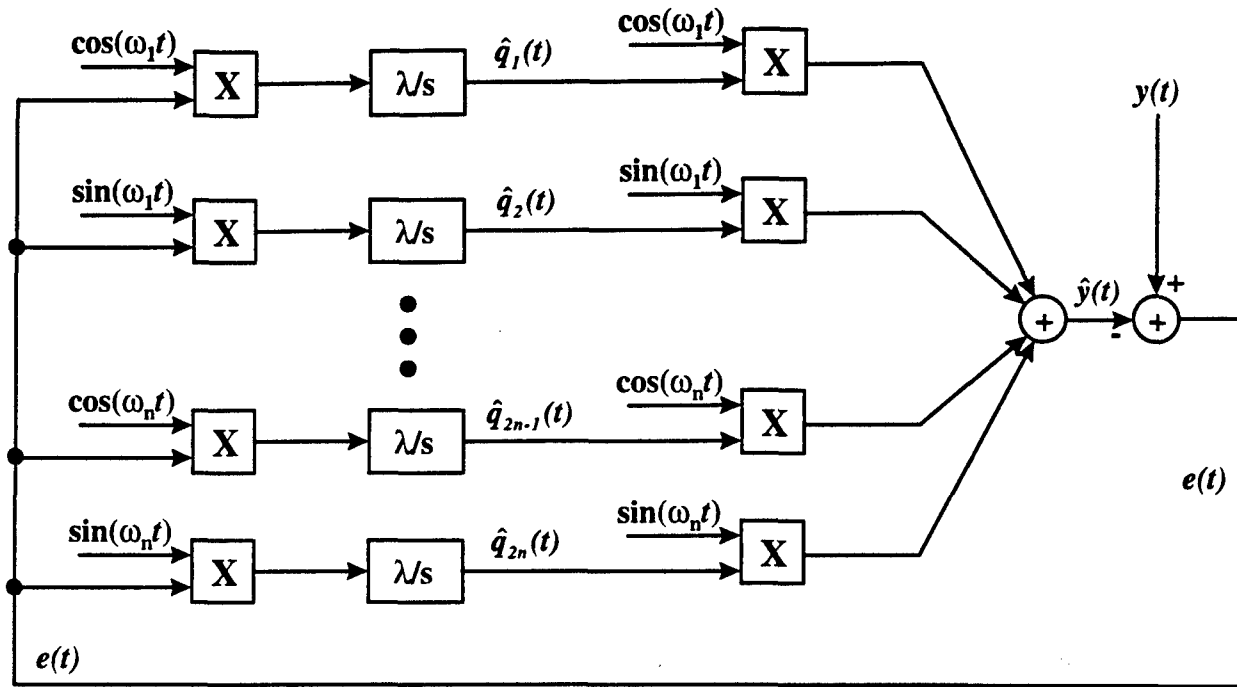 cos(ω₁t)
X
λ/s
q̂₁(t)
cos(ω₁t)
X
y(t)
sin(ω₁t)
X
λ/s
q̂₂(t)
sin(ω₁t)
X
+
ŷ(t)
-
+
+
cos(ωₙt)
X
λ/s
q̂₂ₙ₋₁(t)
cos(ωₙt)
X
e(t)
sin(ωₙt)
X
λ/s
q̂₂ₙ(t)
sin(ωₙt)
X
e(t)